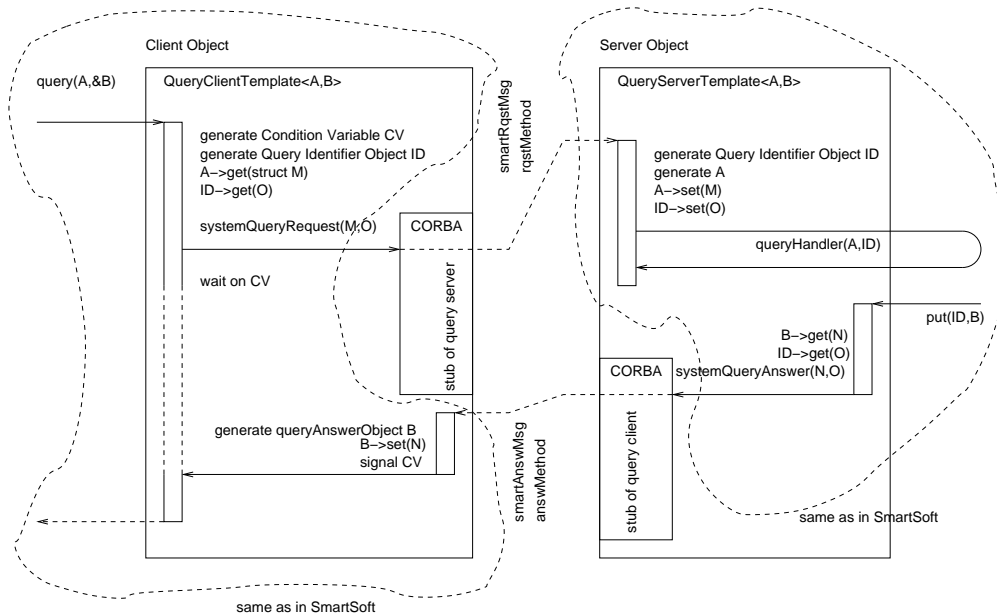 Client Object
Server Object
query(A,&B)
QueryClientTemplate<A,B>
QueryServerTemplate<A,B>
smartRqstMsg
rqstMethod
generate Condition Variable CV
generate Query Identifier Object ID
A−>get(struct M)
ID−>get(O)
systemQueryRequest(M,O)
wait on CV
CORBA
stub of query server
generate Query Identifier Object ID
generate A
A−>set(M)
ID−>set(O)
queryHandler(A,ID)
put(ID,B)
B−>get(N)
ID−>get(O)
systemQueryAnswer(N,O)
CORBA
stub of query client
generate queryAnswerObject B
B−>set(N)
signal CV
smartAnswMsg
answMethod
same as in SmartSoft
same as in SmartSoft